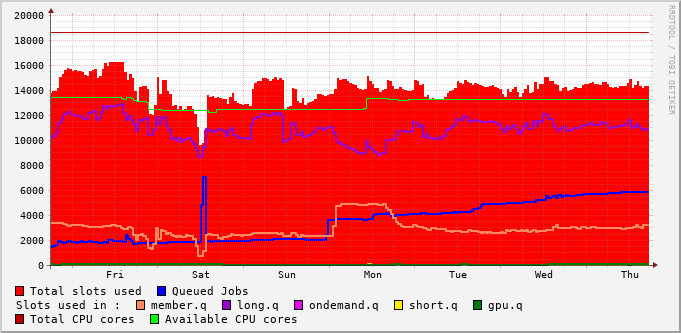 RRDTOOL / TOBI OETIKER
20000
18000
16000
14000
12000
10000
8000
6000
4000
2000
0
Fri Sat Sun Mon Tue Wed Thu
Total slots used Queued Jobs
Slots used in : member.q long.q ondemand.q short.q gpu.q
Total CPU cores Available CPU cores